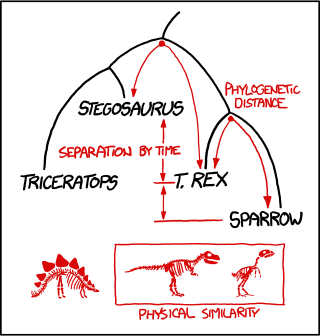 STEGOSAURUS
PHYLOGENETIC
DISTANCE
SEPARATION BY TIME
TRICERATOPS
T. REX
SPARROW
PHYSICAL SIMILARITY